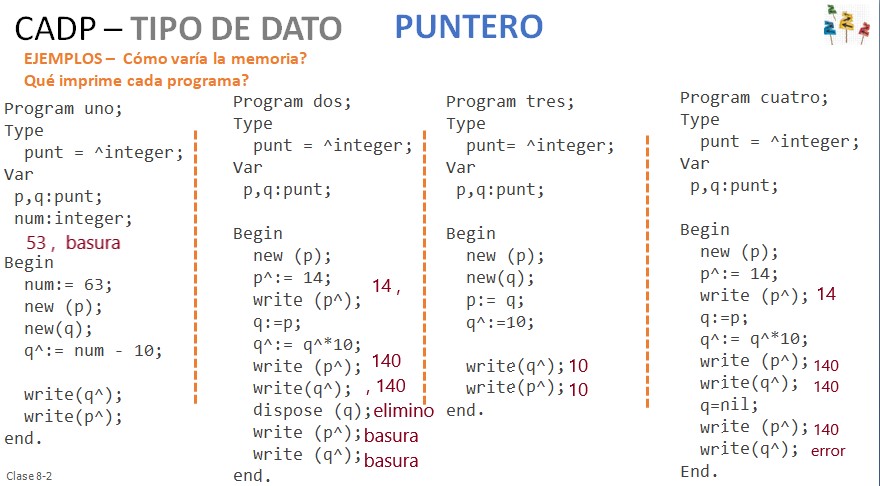 CADP – TIPO DE DATO PUNTERO
EJEMPLOS – Cómo varía la memoria?
Qué imprime cada programa?
Program uno;
Type
punt = ^integer;
Var
p,q:punt;
num:integer;
53 , basura
Begin
num:= 63;
new (p);
new(q);
q^:= num - 10;
write(q^);
write(p^);
end.
Program dos;
Type
punt = ^integer;
Var
p,q:punt;
Begin
new (p);
p^:= 14;
write (p^); 14 ,
q:=p;
q^:= q^*10;
write (p^); 140
write(q^); , 140
dispose (q);elimino
write (p^);basura
write (q^);basura
end.
Program tres;
Type
punt= ^integer;
Var
p,q:punt;
Begin
new (p);
new(q);
p:= q;
q^:=10;
write(q^); 10
write(p^); 10
end.
Program cuatro;
Type
punt = ^integer;
Var
p,q:punt;
Begin
new (p);
p^:= 14;
write (p^); 14
q:=p;
q^:= q^*10;
write (p^); 140
write(q^); 140
q=nil;
write (p^); 140
write(q^); error
End.
Clase 8-2